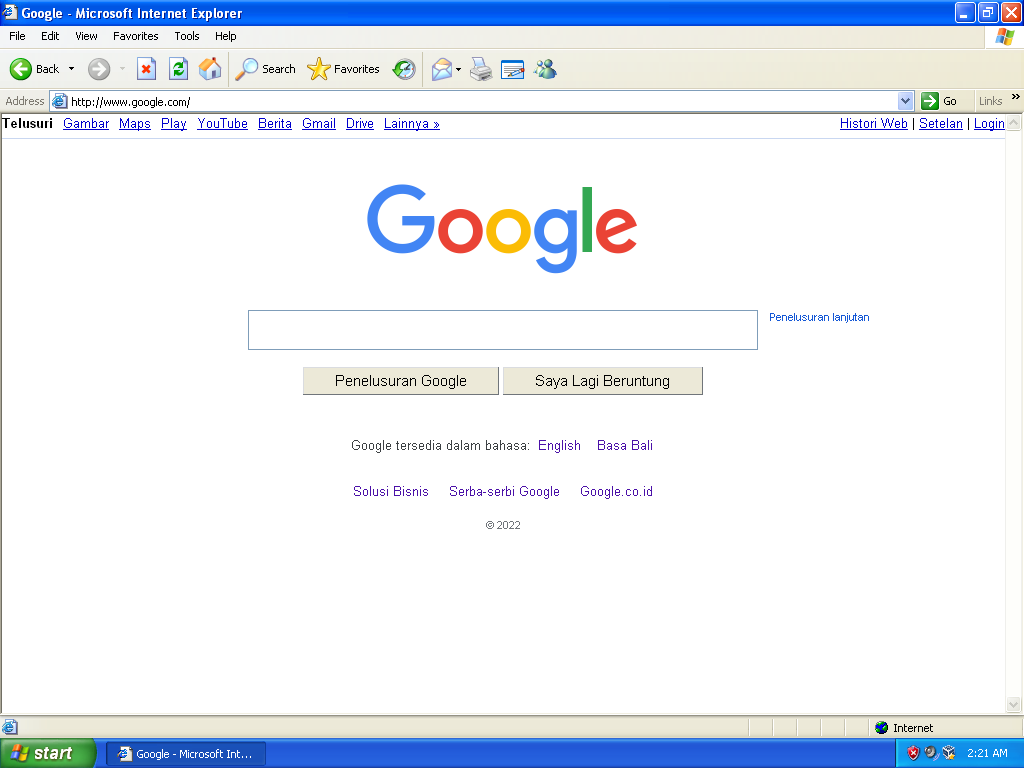 Google - Microsoft Internet Explorer
File Edit View Favorites Tools Help
Back Search Favorites
Address http://www.google.com/ Go Links »
Telusuri Gambar Maps Play YouTube Berita Gmail Drive Lainnya » Histori Web | Setelan | Login
Google
Penelusuran lanjutan
Penelusuran Google Saya Lagi Beruntung
Google tersedia dalam bahasa: English Basa Bali
Solusi Bisnis Serba-serbi Google Google.co.id
© 2022
Internet
start Google - Microsoft Int... 2:21 AM